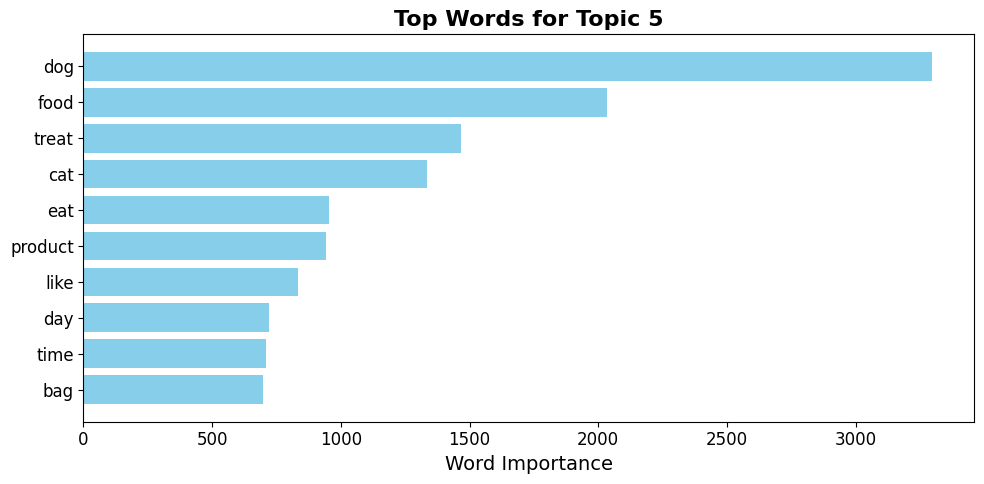 Top Words for Topic 5
dog
food
treat
cat
eat
product
like
day
time
bag
0 500 1000 1500 2000 2500 3000
Word Importance